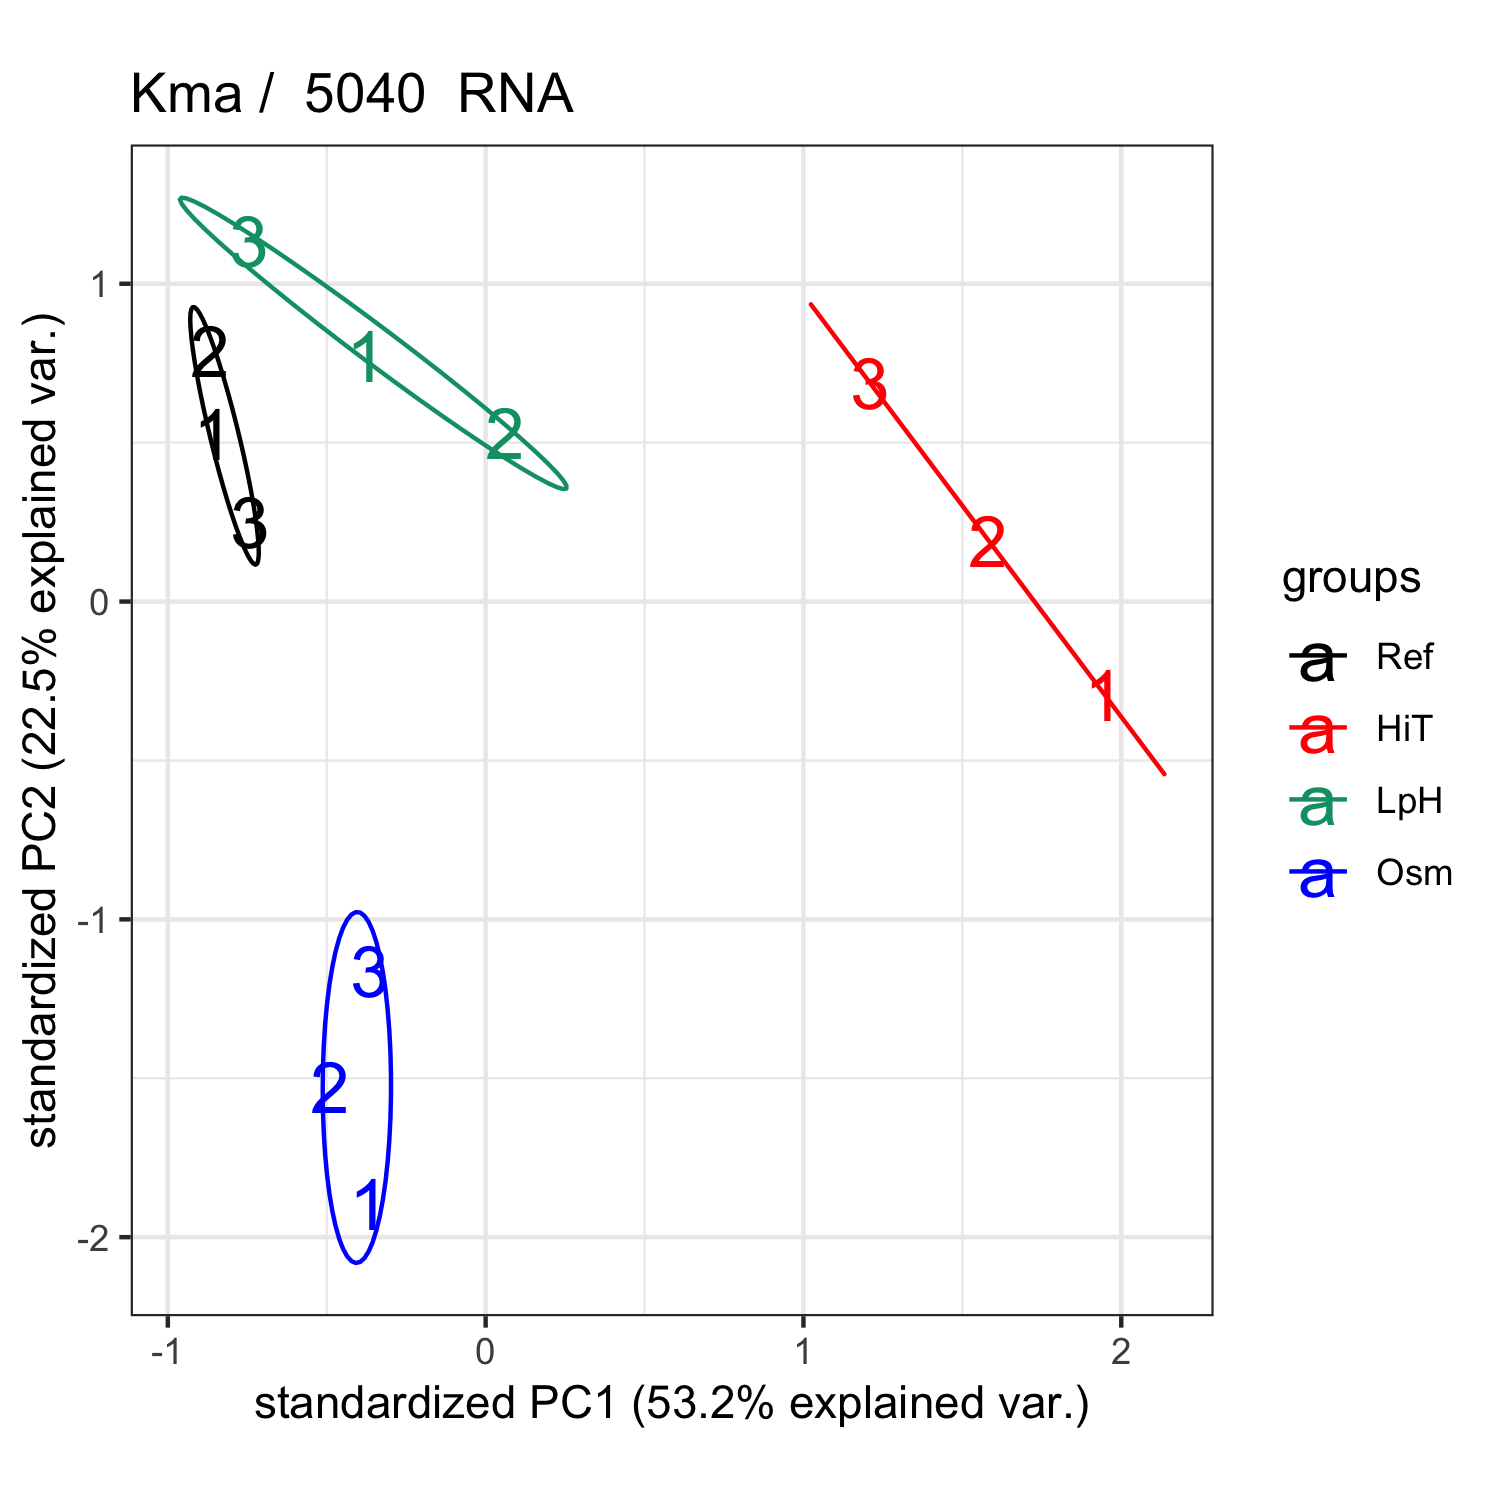 Kma /  5040  RNA
standardized PC2 (22.5% explained var.)
1
0
-1
-2
3
1
2
2
1
3
3
2
1
3
2
1
-1
0
1
2
standardized PC1 (53.2% explained var.)
groups
a Ref
a HiT
a LpH
a Osm